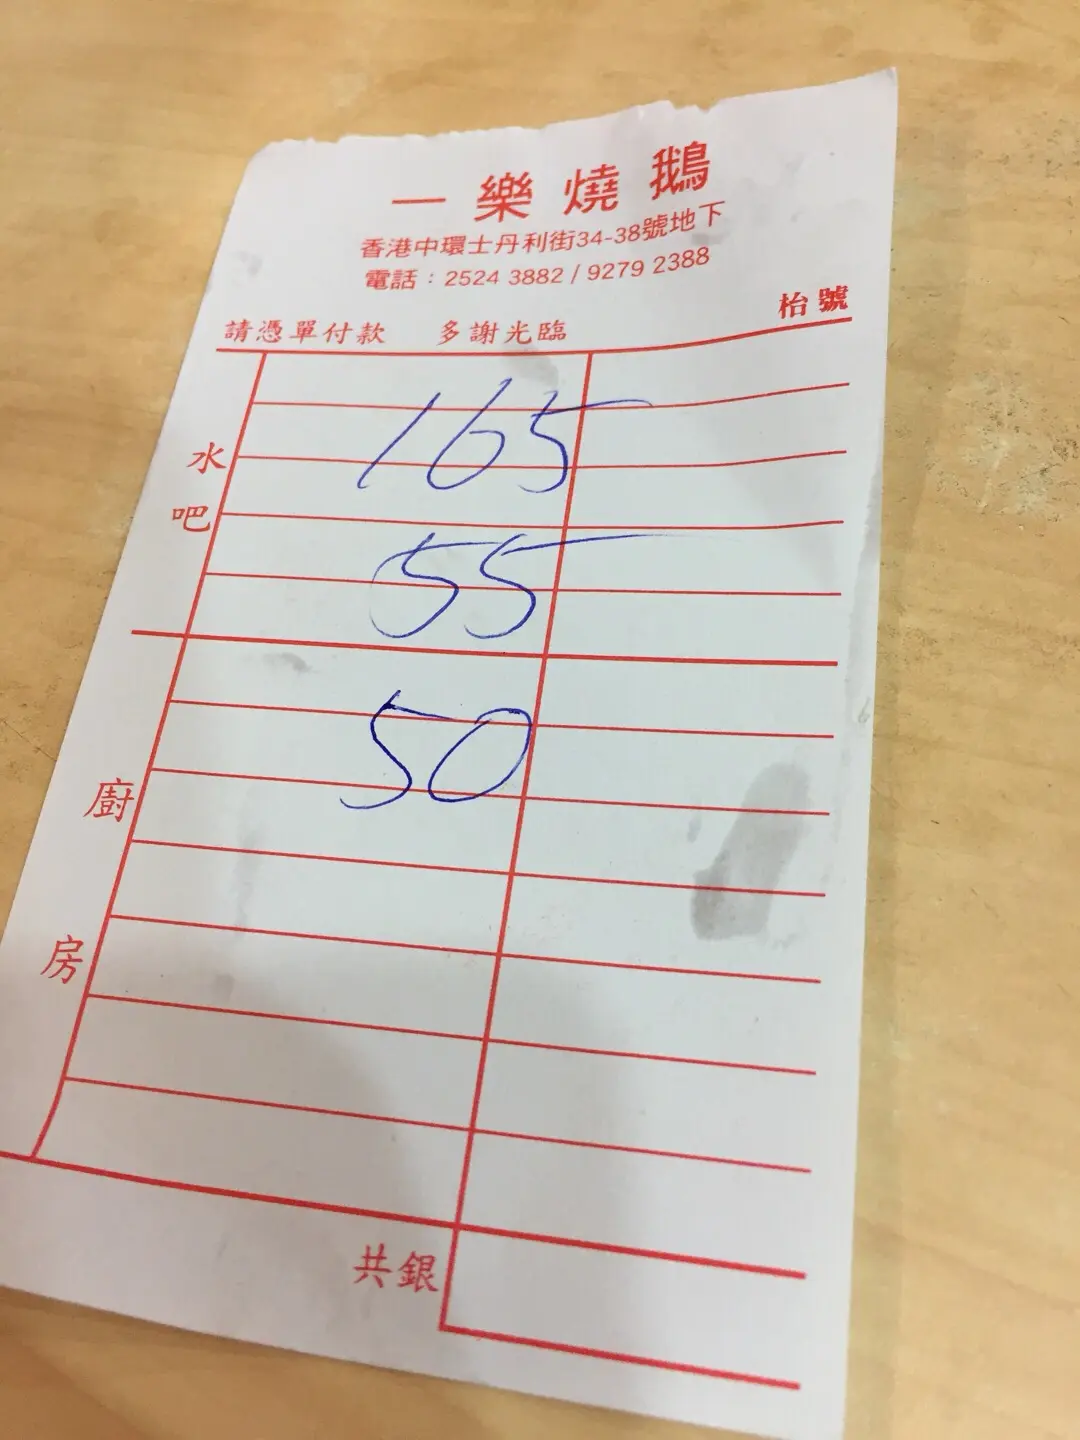 一樂燒鵝
香港中環士丹利街34-38號地下
電話：2524 3882 / 9279 2388
請憑單付款 多謝光臨 枱號
水吧
165
55
50
廚房
共銀